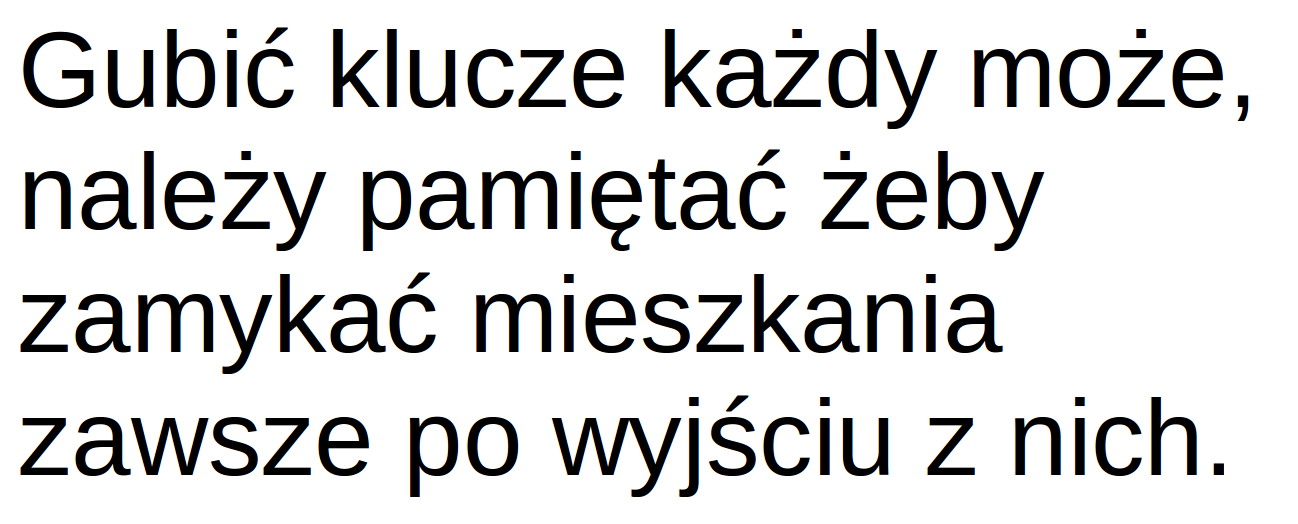 Gubić klucze każdy może,
należy pamiętać żeby
zamykać mieszkania
zawsze po wyjściu z nich.